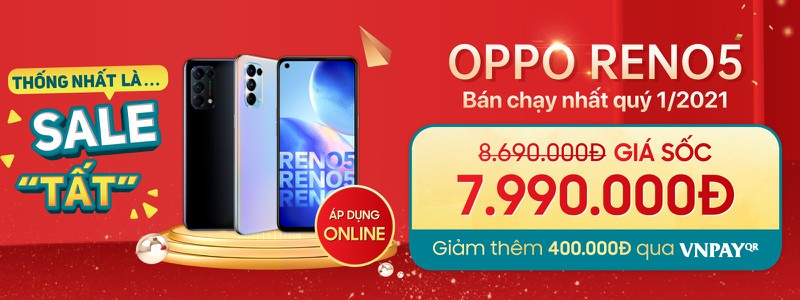 THỐNG NHẤT LÀ...
SALE
“TẤT”
RENO5
RENO5
RENO5
ÁP DỤNG
ONLINE
OPPO RENO5
Bán chạy nhất quý 1/2021
8.690.000Đ GIÁ SỐC
7.990.000Đ
Giảm thêm 400.000Đ qua VNPAYQR